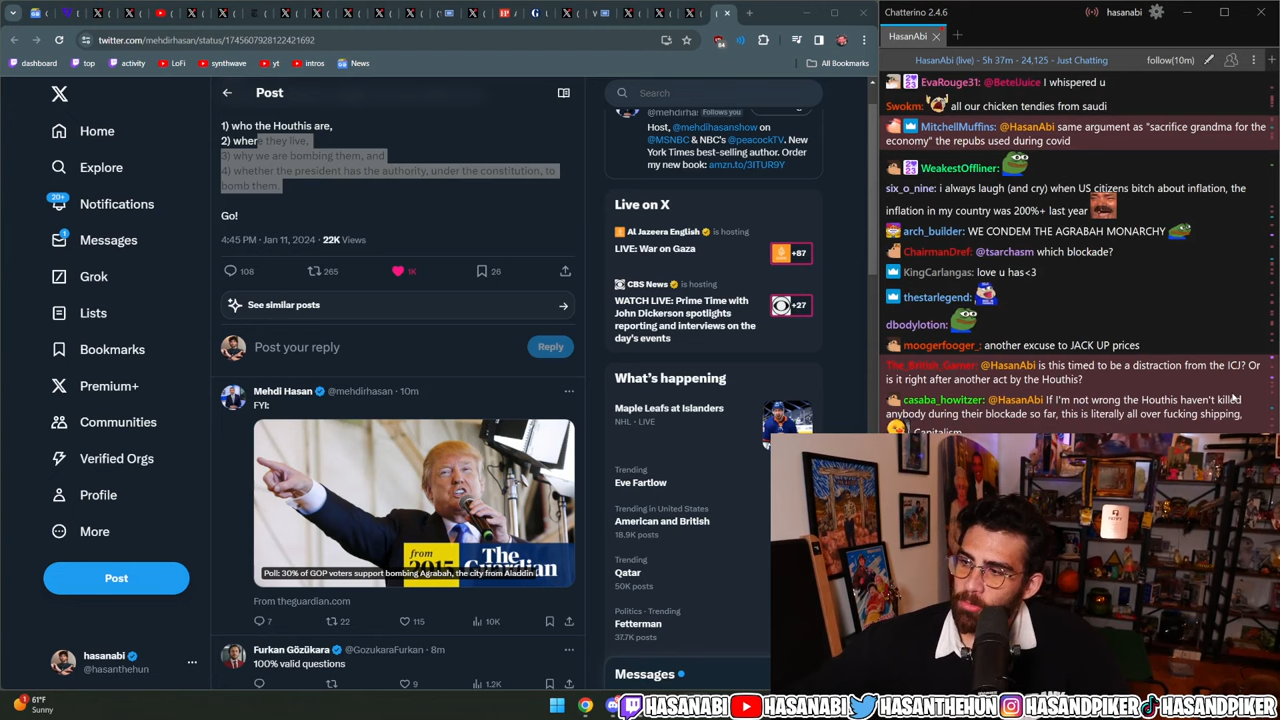 Chatterino 2.4.6
hasanabi
HasanAbi
twitter.com/mehdirhasan/status/1745607928122421692
84
dashboard
top
activity
LoFi
synthwave
yt
intros
News
All Bookmarks
HasanAbi (live) - 5h 37m - 24,125 - Just Chatting
follow(10m)
Home
Explore
20+
Notifications
Messages
Grok
Lists
Bookmarks
Premium+
Communities
Verified Orgs
Profile
More
Post
hasanabi
@hasanthehun
Post
1) who the Houthis are,
2) where they live,
3) why we are bombing them, and
4) whether the president has the authority, under the constitution, to
bomb them.
Go!
4:45 PM · Jan 11, 2024 · 22K Views
108
265
1K
26
See similar posts
Post your reply
Reply
Mehdi Hasan @mehdirhasan · 10m
FYI:
from
2015
The
Guardian
Poll: 30% of GOP voters support bombing Agrabah, the city from Aladdin
From theguardian.com
7
22
115
10K
Furkan Gözükara @GozukaraFurkan · 8m
100% valid questions
9
1.2K
Search
@mehdirhas Follows you
Host, @mehdihasanshow on
@MSNBC & NBC's @peacockTV. New
York Times best-selling author. Order
my new book: amzn.to/3ITUR9Y
Live on X
Al Jazeera English is hosting
LIVE: War on Gaza
+87
CBS News is hosting
WATCH LIVE: Prime Time with
John Dickerson spotlights
reporting and interviews on the
day's events
+27
What's happening
Maple Leafs at Islanders
NHL · LIVE
Trending
Eve Fartlow
Trending in United States
American and British
18.9K posts
Trending
Qatar
50K posts
Politics · Trending
Fetterman
37.7K posts
Messages
EvaRouge31: @BetelJuice I whispered u
Swokm: all our chicken tendies from saudi
MitchellMuffins: @HasanAbi same argument as "sacrifice grandma for the
economy" the repubs used during covid
WeakestOffliner:
six_o_nine: i always laugh (and cry) when US citizens bitch about inflation, the
inflation in my country was 200%+ last year
arch_builder: WE CONDEM THE AGRABAH MONARCHY
ChairmanDref: @tsarchasm which blockade?
KingCarlangas: love u has<3
thestarlegend:
dbodylotion:
moogerfooger_: another excuse to JACK UP prices
The_British_Gamer: @HasanAbi is this timed to be a distraction from the ICJ? Or
is it right after another act by the Houthis?
casaba_howitzer: @HasanAbi If I'm not wrong the Houthis haven't killed
anybody during their blockade so far, this is literally all over fucking shipping,
Capitalism
61°F
Sunny
HASANABI
HASANABI
HASANTHEHUN
HASANDPIKER
HASANDPIKER